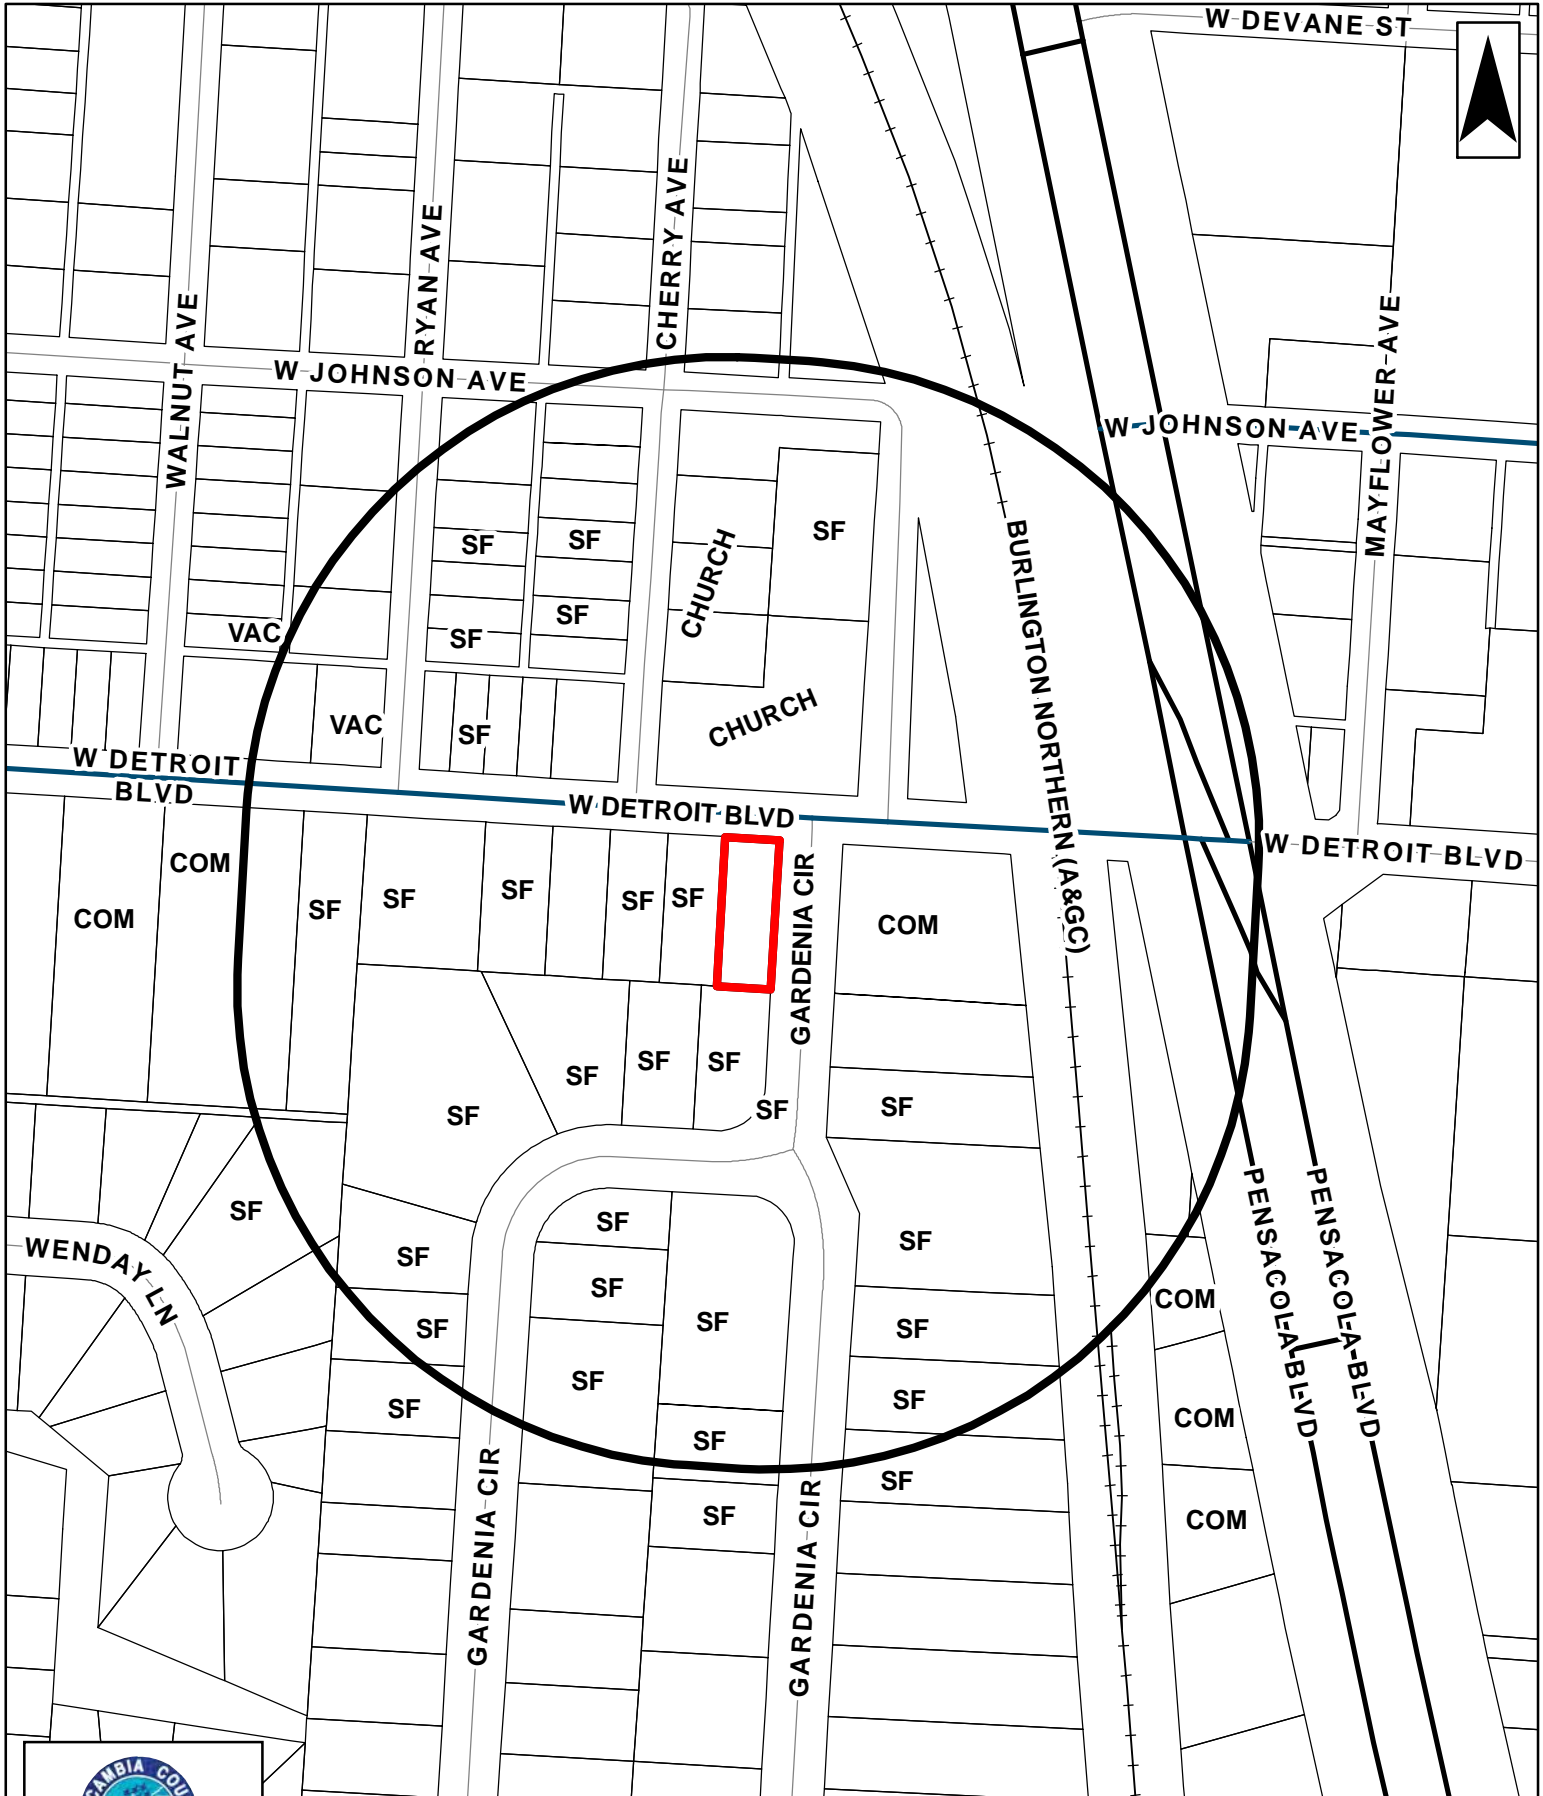 W DEVANE ST
CHERRY AVE
RYAN AVE
WALNUT AVE
W JOHNSON AVE
MAYFLOWER AVE
W JOHNSON AVE
SF
SF
SF
CHURCH
BURLINGTON NORTHERN (A&GC)
SF
VAC
SF
CHURCH
VAC
SF
W DETROIT
BLVD
W DETROIT BLVD
W DETROIT BLVD
COM
COM
SF
SF
SF
SF
SF
GARDENIA CIR
COM
SF
SF
SF
SF
SF
SF
SF
SF
SF
SF
WENDAY LN
SF
SF
PENSACOLA BLVD
PENSACOLA BLVD
COM
SF
SF
SF
SF
SF
SF
SF
COM
SF
GARDENIA CIR
SF
GARDENIA CIR
SF
COM
CAMBIA COU